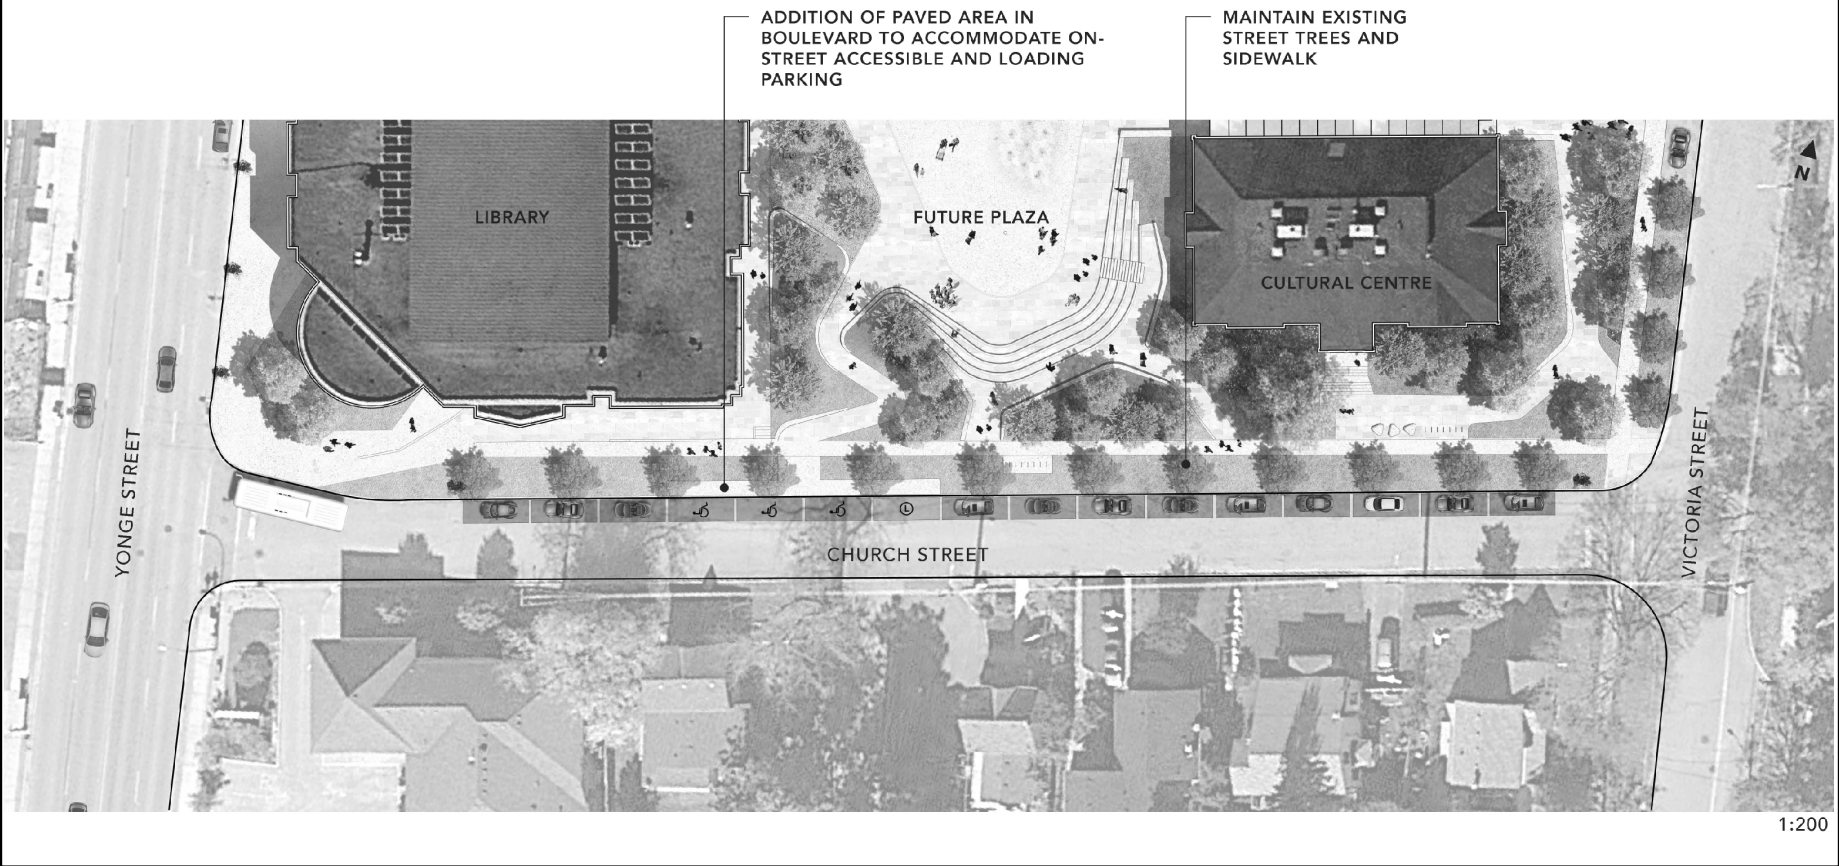 ADDITION OF PAVED AREA IN
BOULEVARD TO ACCOMMODATE ON-
STREET ACCESSIBLE AND LOADING
PARKING
MAINTAIN EXISTING
STREET TREES AND
SIDEWALK
N
LIBRARY
FUTURE PLAZA
CULTURAL CENTRE
YONGE STREET
CHURCH STREET
VICTORIA STREET
1:200